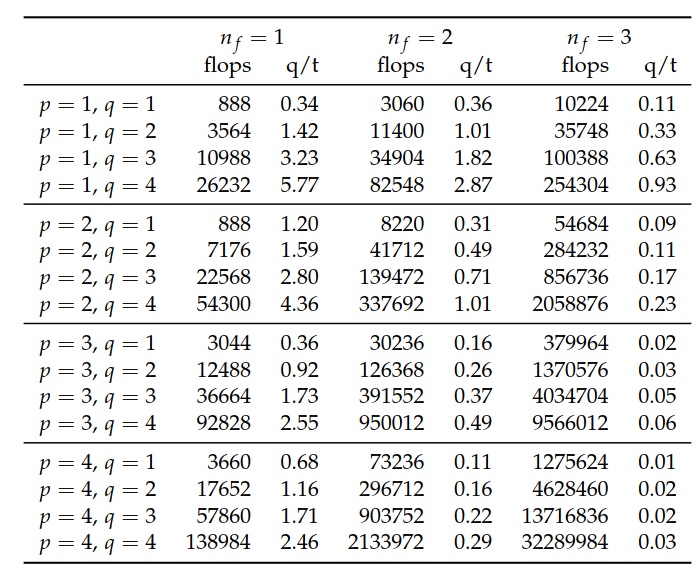 n_f = 1 n_f = 2 n_f = 3
flops q/t flops q/t flops q/t
p = 1, q = 1 888 0.34 3060 0.36 10224 0.11
p = 1, q = 2 3564 1.42 11400 1.01 35748 0.33
p = 1, q = 3 10988 3.23 34904 1.82 100388 0.63
p = 1, q = 4 26232 5.77 82548 2.87 254304 0.93
p = 2, q = 1 888 1.20 8220 0.31 54684 0.09
p = 2, q = 2 7176 1.59 41712 0.49 284232 0.11
p = 2, q = 3 22568 2.80 139472 0.71 856736 0.17
p = 2, q = 4 54300 4.36 337692 1.01 2058876 0.23
p = 3, q = 1 3044 0.36 30236 0.16 379964 0.02
p = 3, q = 2 12488 0.92 126368 0.26 1370576 0.03
p = 3, q = 3 36664 1.73 391552 0.37 4034704 0.05
p = 3, q = 4 92828 2.55 950012 0.49 9566012 0.06
p = 4, q = 1 3660 0.68 73236 0.11 1275624 0.01
p = 4, q = 2 17652 1.16 296712 0.16 4628460 0.02
p = 4, q = 3 57860 1.71 903752 0.22 13716836 0.02
p = 4, q = 4 138984 2.46 2133972 0.29 32289984 0.03